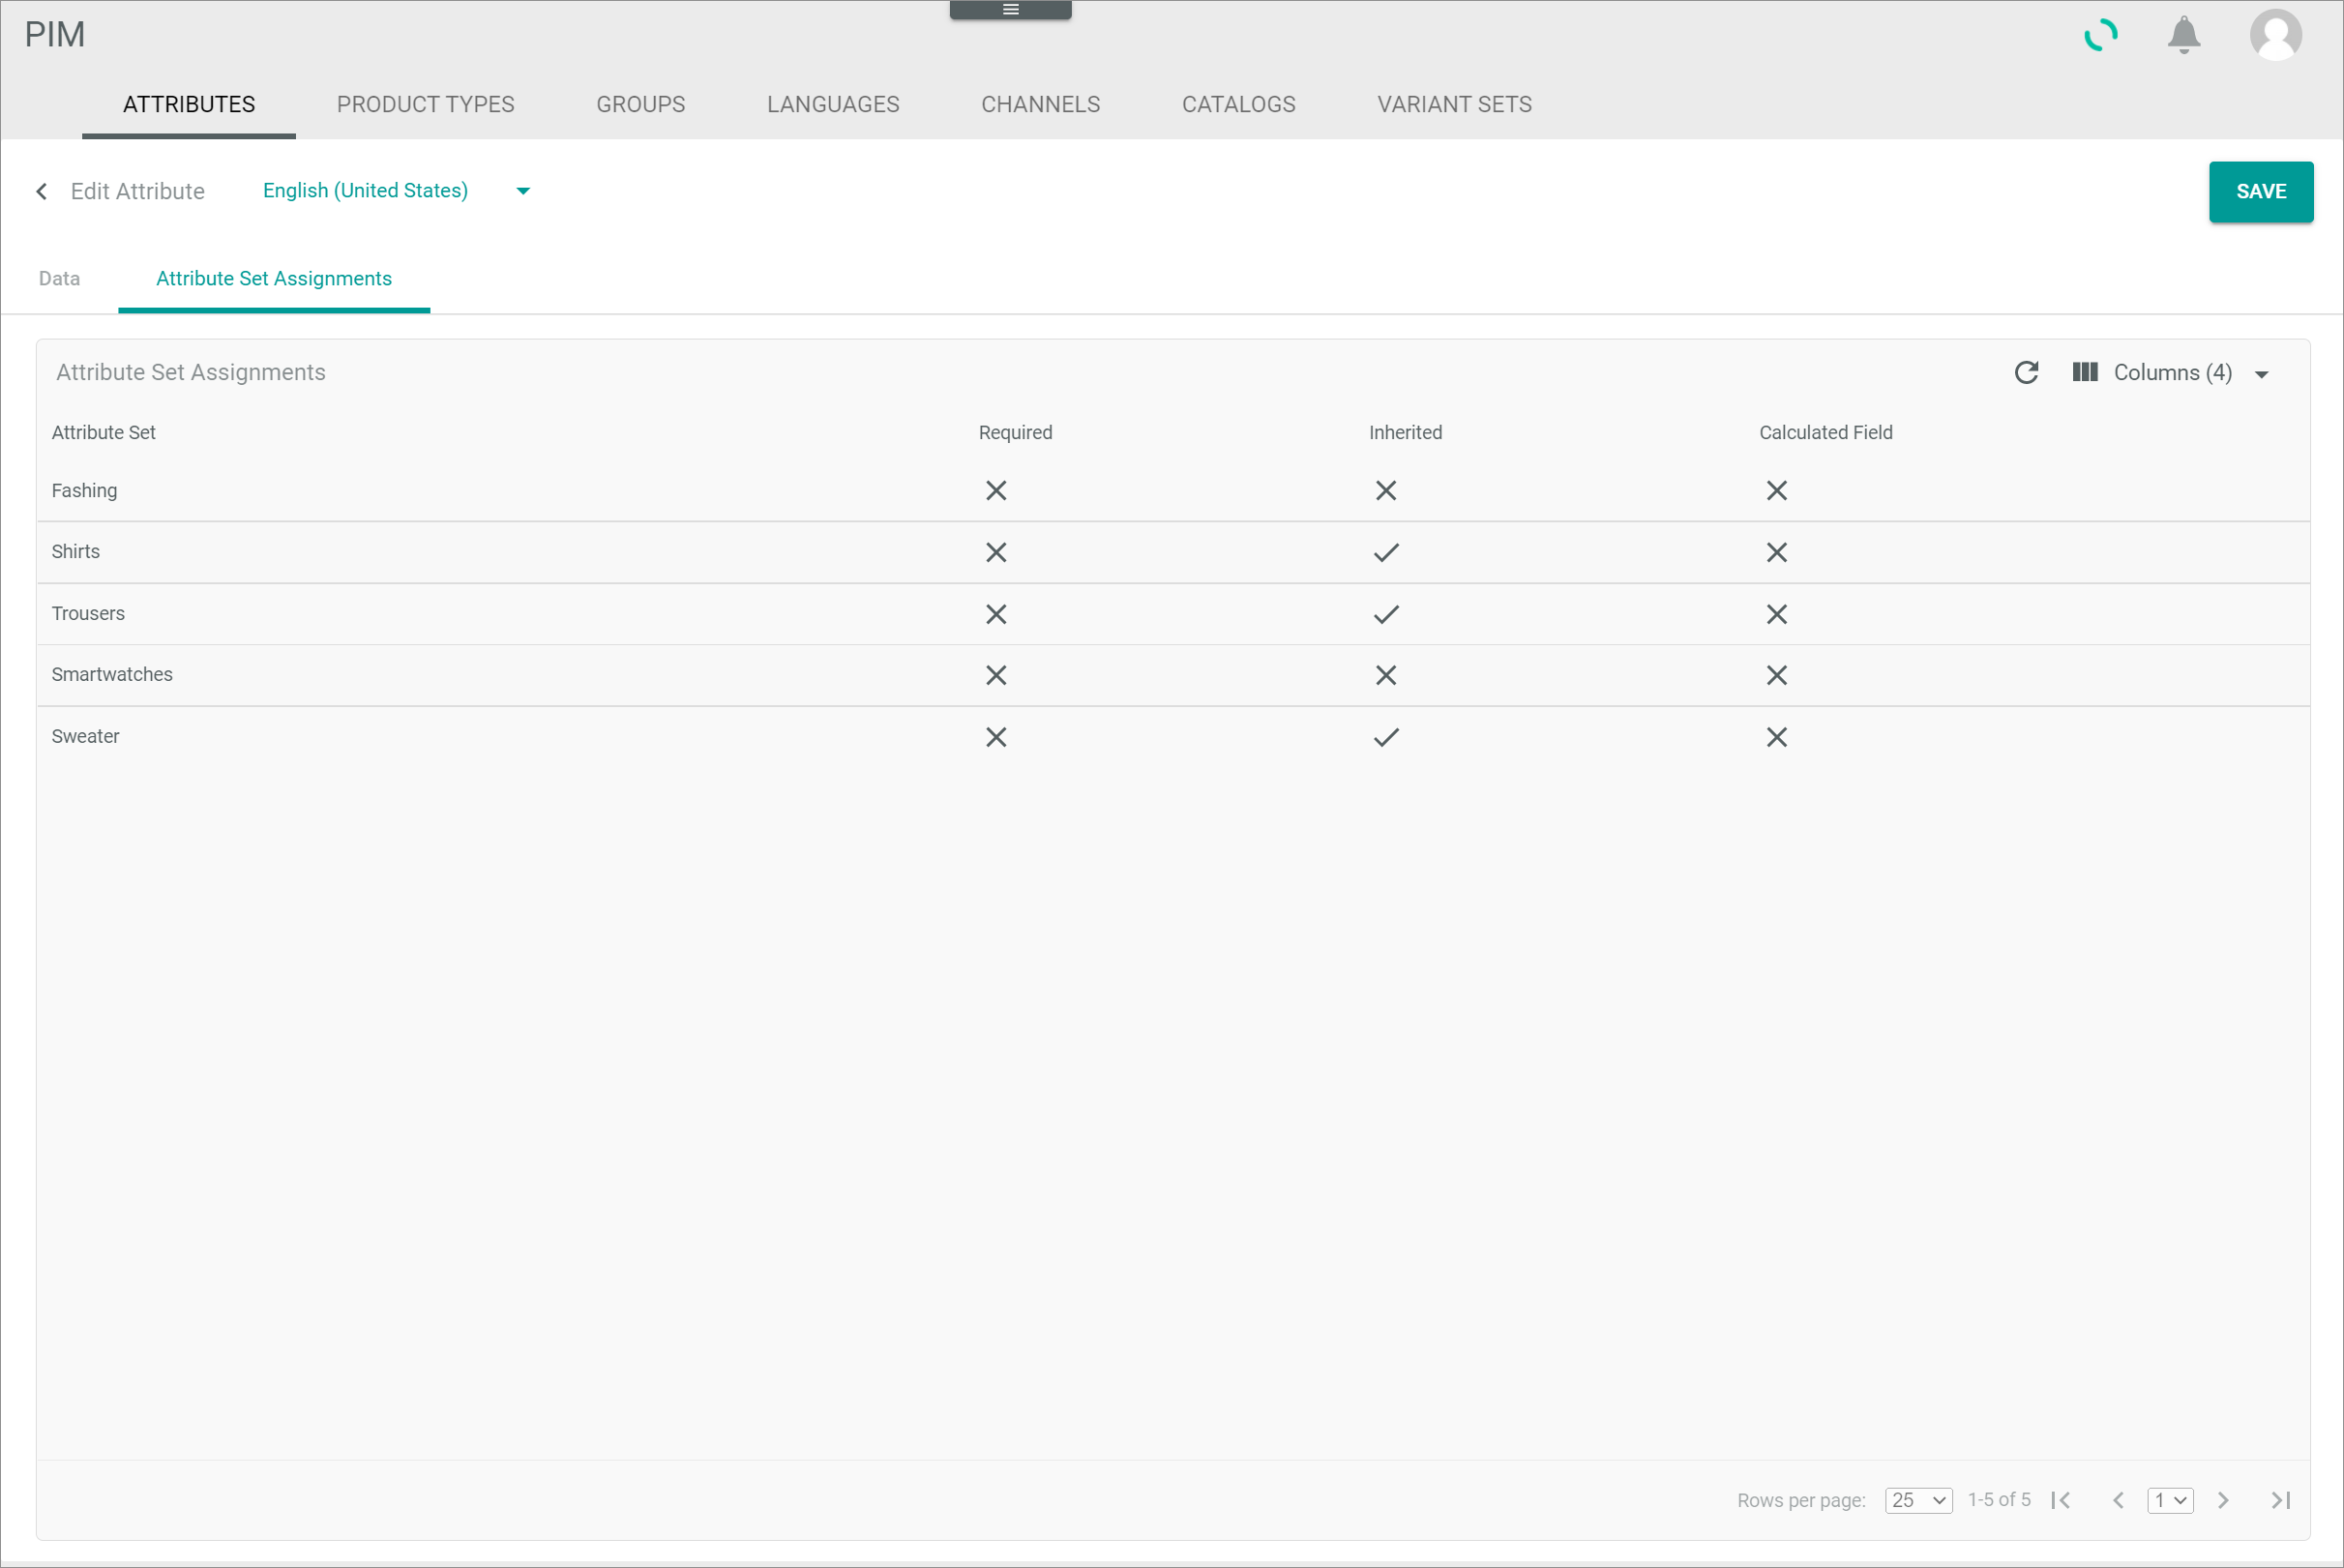 PIM
ATTRIBUTES PRODUCT TYPES GROUPS LANGUAGES CHANNELS CATALOGS VARIANT SETS
Edit Attribute English (United States) SAVE
Data Attribute Set Assignments
Attribute Set Assignments Columns (4)
Attribute Set Required Inherited Calculated Field
Fashing
Shirts
Trousers
Smartwatches
Sweater
Rows per page: 25 1-5 of 5 1